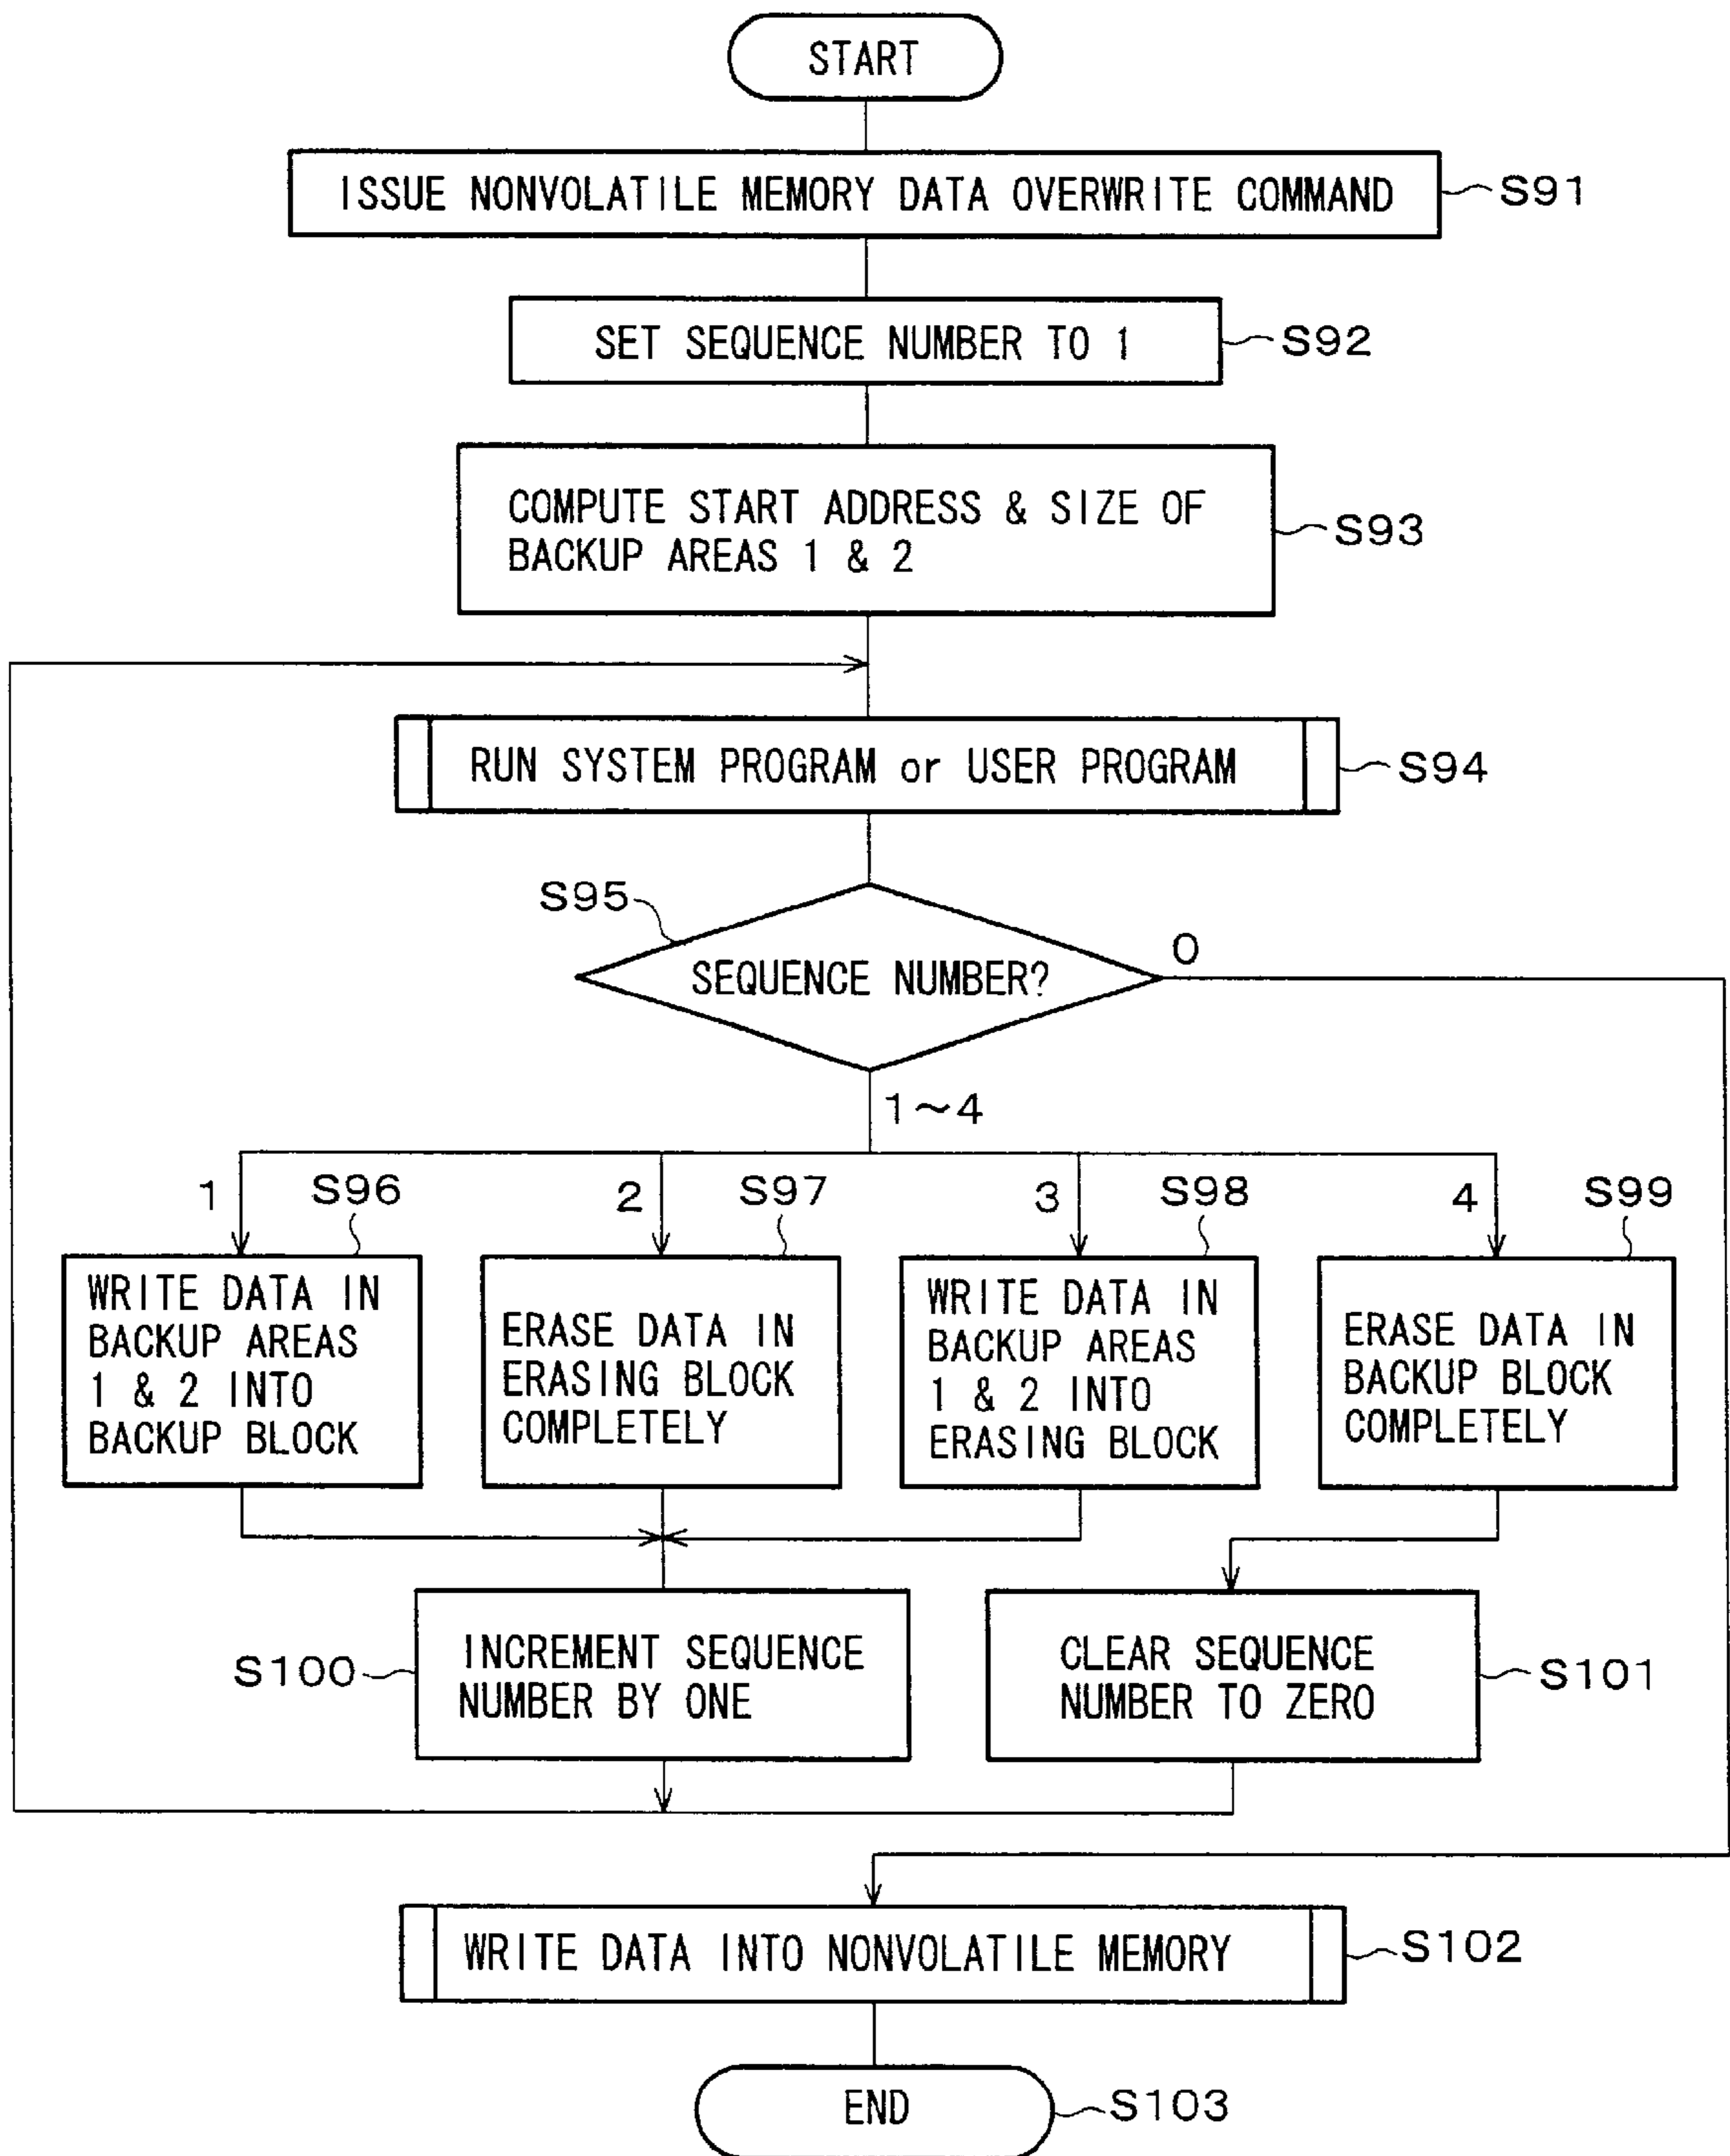 START
ISSUE NONVOLATILE MEMORY DATA OVERWRITE COMMAND
S91
SET SEQUENCE NUMBER TO 1
S92
COMPUTE START ADDRESS & SIZE OF
BACKUP AREAS 1 & 2
S93
RUN SYSTEM PROGRAM or USER PROGRAM
S94
S95
SEQUENCE NUMBER?
0
1~4
1
S96
2
S97
3
S98
4
S99
WRITE DATA IN
BACKUP AREAS
1 & 2 INTO
BACKUP BLOCK
ERASE DATA IN
ERASING BLOCK
COMPLETELY
WRITE DATA IN
BACKUP AREAS
1 & 2 INTO
ERASING BLOCK
ERASE DATA IN
BACKUP BLOCK
COMPLETELY
S100
INCREMENT SEQUENCE
NUMBER BY ONE
CLEAR SEQUENCE
NUMBER TO ZERO
S101
WRITE DATA INTO NONVOLATILE MEMORY
S102
END
S103